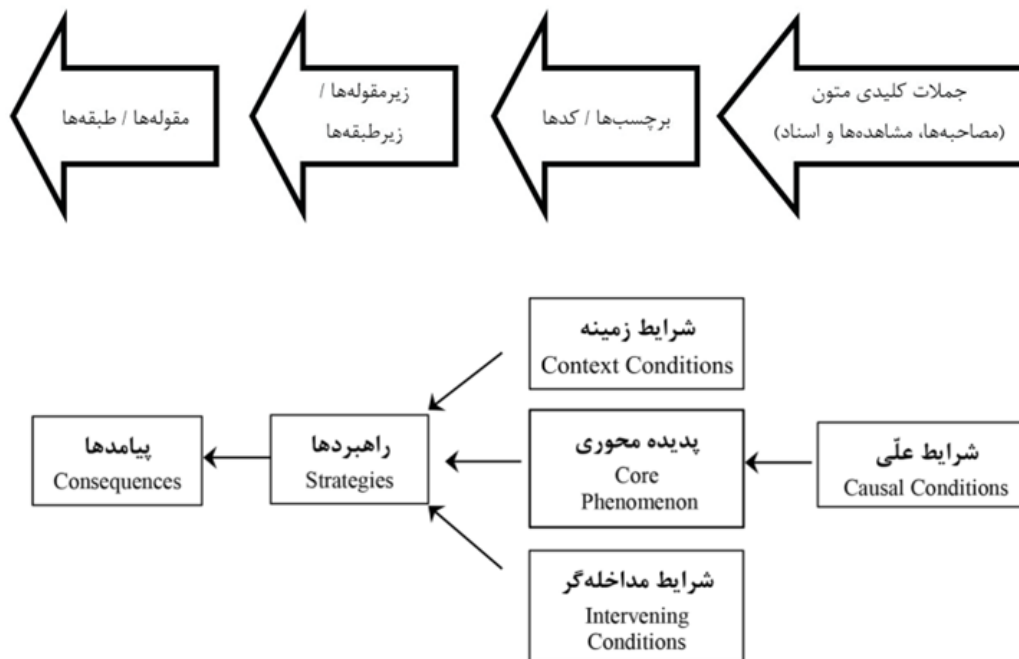 جملات کلیدی متون
(مصاحبه‌ها، مشاهده‌ها و اسناد)
برچسب‌ها / کدها
زیرمقوله‌ها /
زیرطبقه‌ها
مقوله‌ها / طبقه‌ها
شرایط علّی
Causal Conditions
شرایط زمینه
Context Conditions
پدیده محوری
Core
Phenomenon
شرایط مداخله‌گر
Intervening
Conditions
راهبردها
Strategies
پیامدها
Consequences